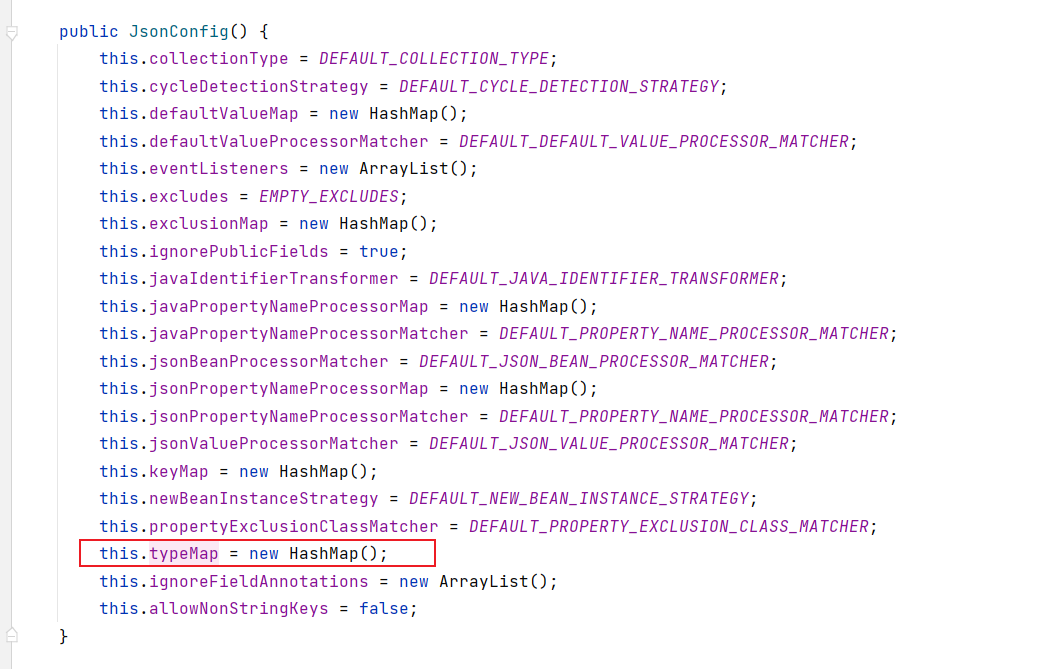 public JsonConfig() {
    this.collectionType = DEFAULT_COLLECTION_TYPE;
    this.cycleDetectionStrategy = DEFAULT_CYCLE_DETECTION_STRATEGY;
    this.defaultValueMap = new HashMap();
    this.defaultValueProcessorMatcher = DEFAULT_DEFAULT_VALUE_PROCESSOR_MATCHER;
    this.eventListeners = new ArrayList();
    this.excludes = EMPTY_EXCLUDES;
    this.exclusionMap = new HashMap();
    this.ignorePublicFields = true;
    this.javaIdentifierTransformer = DEFAULT_JAVA_IDENTIFIER_TRANSFORMER;
    this.javaPropertyNameProcessorMap = new HashMap();
    this.javaPropertyNameProcessorMatcher = DEFAULT_PROPERTY_NAME_PROCESSOR_MATCHER;
    this.jsonBeanProcessorMatcher = DEFAULT_JSON_BEAN_PROCESSOR_MATCHER;
    this.jsonPropertyNameProcessorMap = new HashMap();
    this.jsonPropertyNameProcessorMatcher = DEFAULT_PROPERTY_NAME_PROCESSOR_MATCHER;
    this.jsonValueProcessorMatcher = DEFAULT_JSON_VALUE_PROCESSOR_MATCHER;
    this.keyMap = new HashMap();
    this.newBeanInstanceStrategy = DEFAULT_NEW_BEAN_INSTANCE_STRATEGY;
    this.propertyExclusionClassMatcher = DEFAULT_PROPERTY_EXCLUSION_CLASS_MATCHER;
    this.typeMap = new HashMap();
    this.ignoreFieldAnnotations = new ArrayList();
    this.allowNonStringKeys = false;
}